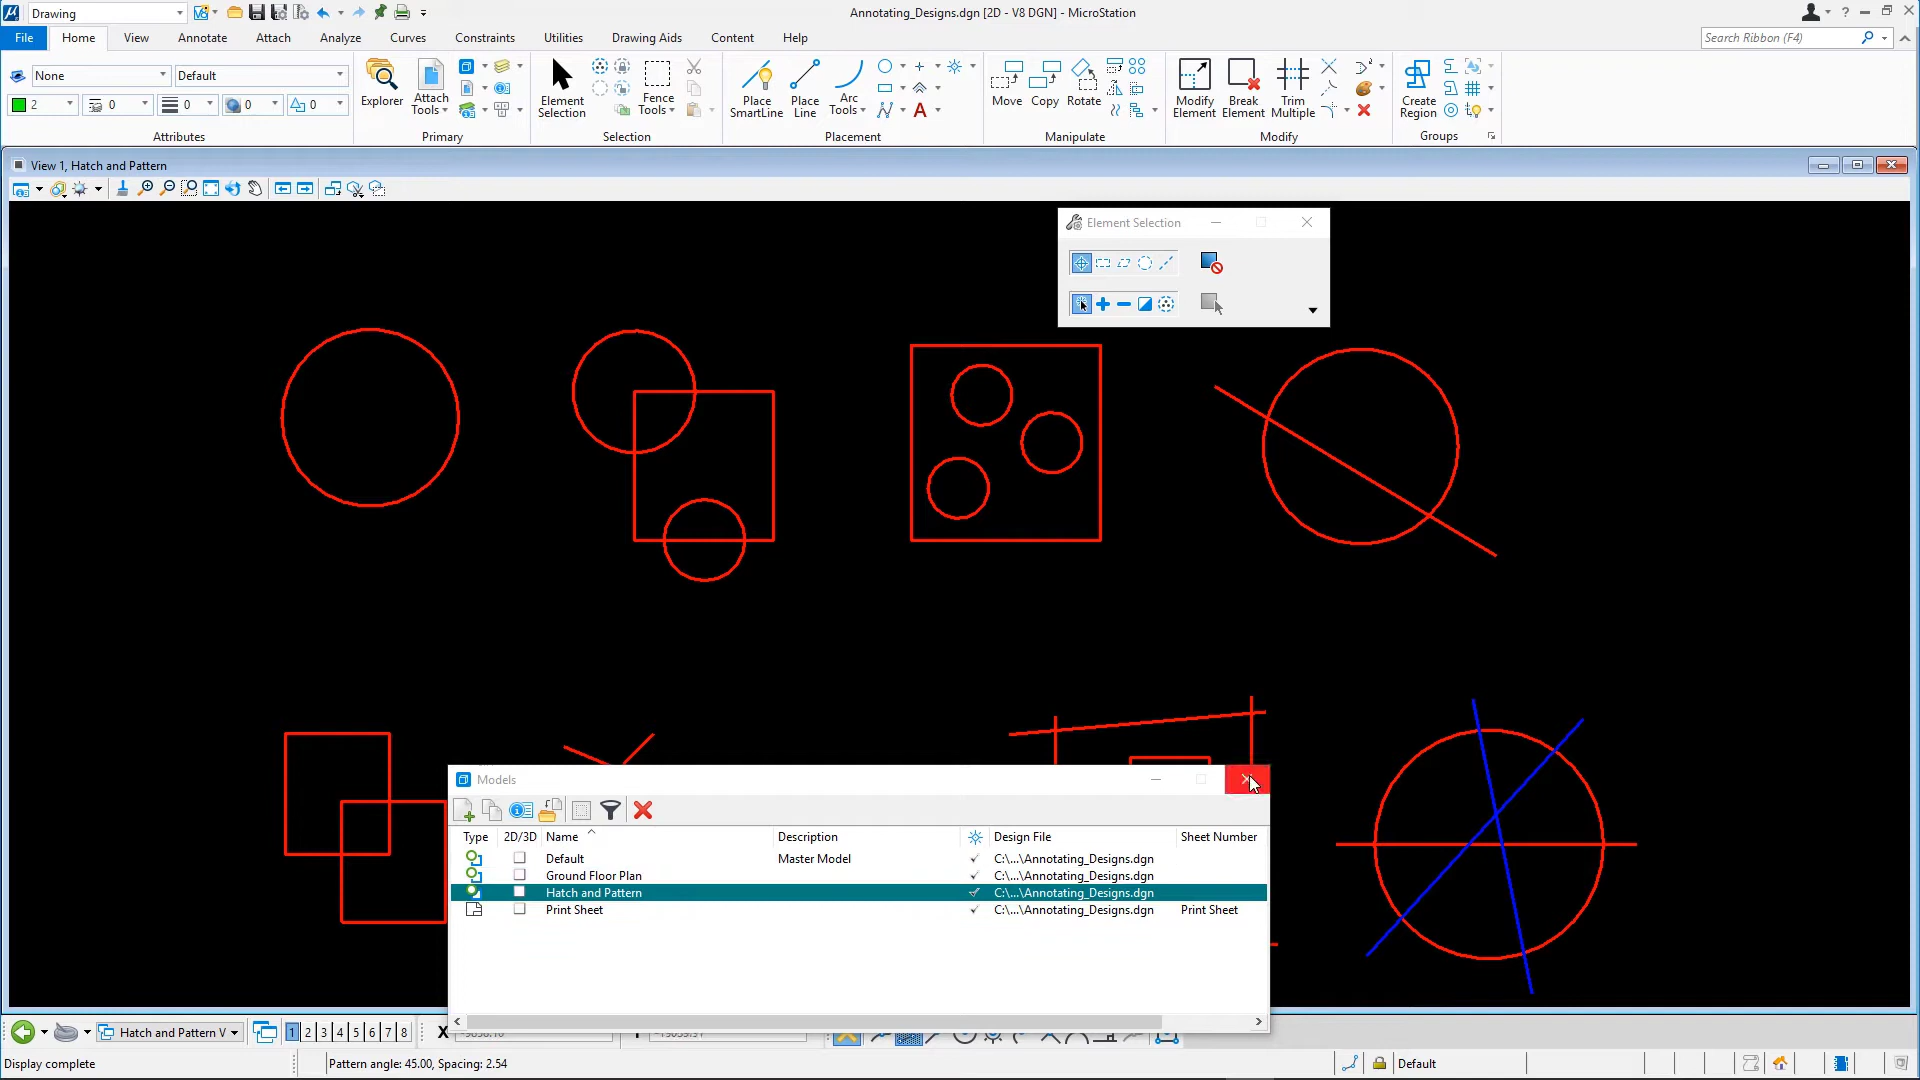 Drawing
Annotating_Designs.dgn [2D - V8 DGN] - MicroStation
File Home View Annotate Attach Analyze Curves Constraints Utilities Drawing Aids Content Help
Search Ribbon (F4)
None Default
2 0 0 0 0
Attributes
Explorer
Attach Tools
Primary
Element Selection
Fence Tools
Selection
Place SmartLine
Place Line
Arc Tools
Placement
Move Copy Rotate
Manipulate
Modify Element
Break Element
Trim Multiple
Modify
Create Region
Groups
View 1, Hatch and Pattern
Element Selection
Models
Type 2D/3D Name Description Design File Sheet Number
Default Master Model C:\...\Annotating_Designs.dgn
Ground Floor Plan C:\...\Annotating_Designs.dgn
Hatch and Pattern C:\...\Annotating_Designs.dgn
Print Sheet C:\...\Annotating_Designs.dgn Print Sheet
Hatch and Pattern V 1 2 3 4 5 6 7 8 X
Display complete Pattern angle: 45.00, Spacing: 2.54 Default